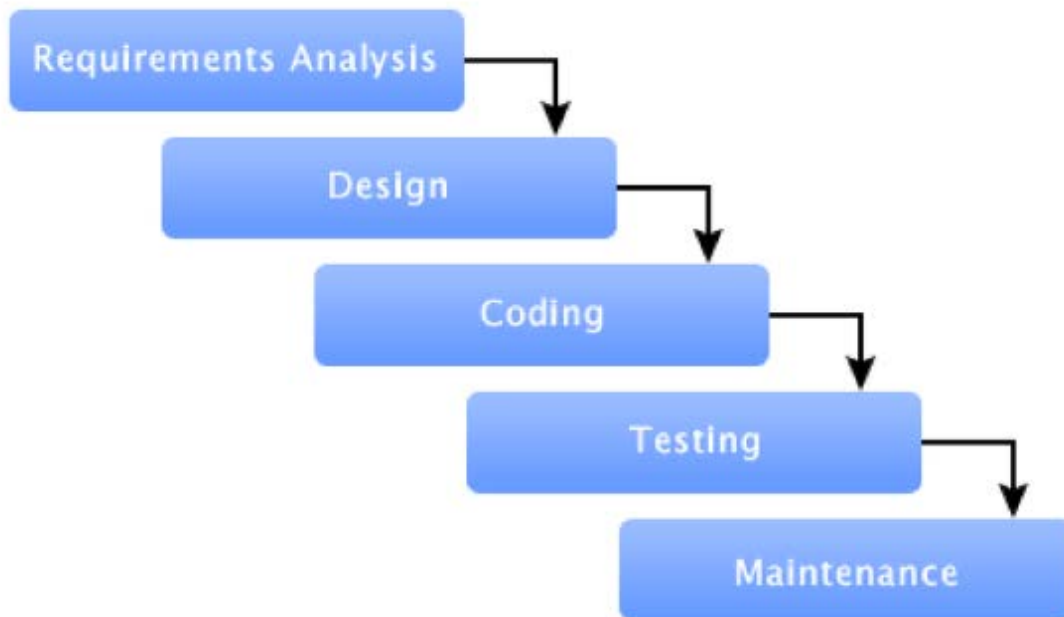 Requirements Analysis
Design
Coding
Testing
Maintenance